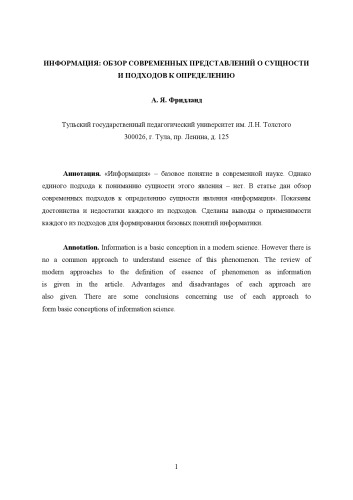 ИНФОРМАЦИЯ: ОБЗОР СОВРЕМЕННЫХ ПРЕДСТАВЛЕНИЙ О СУЩНОСТИ
И ПОДХОДОВ К ОПРЕДЕЛЕНИЮ
А. Я. Фридланд
Тульский государственный педагогический университет им. Л.Н. Толстого
300026, г. Тула, пр. Ленина, д. 125
Аннотация. «Информация» – базовое понятие в современной науке. Однако
единого подхода к пониманию сущности этого явления – нет. В статье дан обзор
современных подходов к определению сущности явления «информация». Показаны
достоинства и недостатки каждого из подходов. Сделаны выводы о применимости
каждого из подходов для формирования базовых понятий информатики.
Annotation. Information is a basic conception in a modern science. However there is
no a common approach to understand essence of this phenomenon. The review of
modern approaches to the definition of essence of phenomenon as information
is given in the article. Advantages and disadvantages of each approach are
also given. There are some conclusions concerning use of each approach to
form basic conceptions of information science.
1